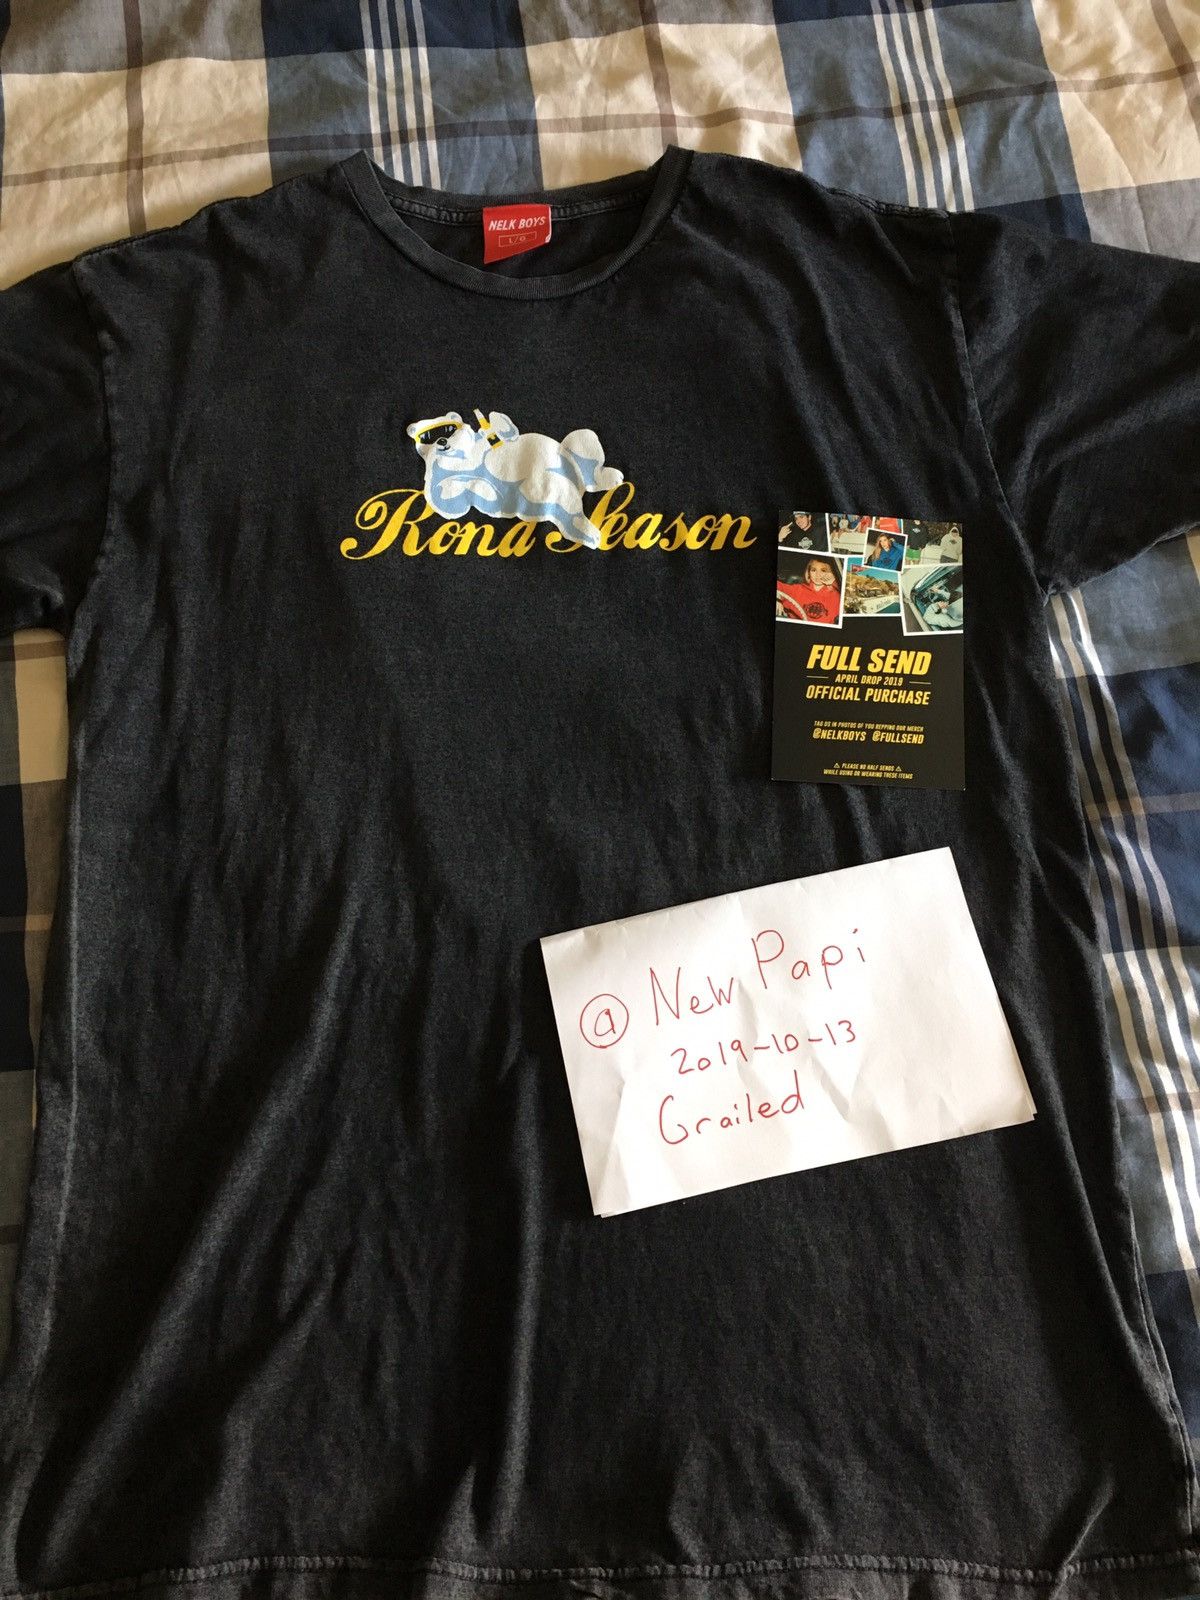 NELK BOYS
L/G
Rona Season
FULL SEND
APRIL DROP 2019
OFFICIAL PURCHASE
TAG US IN PHOTOS OF YOU REPPING OUR MERCH
@NELKBOYS @FULLSEND
⚠ PLEASE NO HALF SENDS ⚠
WHILE USING OR WEARING THESE ITEMS
@ New Papi
2019-10-13
Grailed